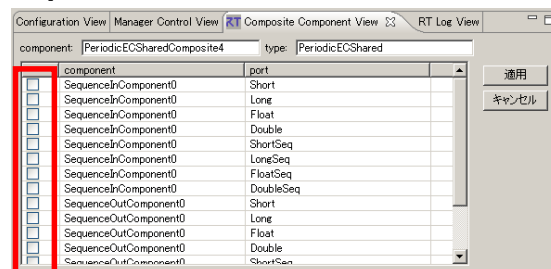 Configuration View Manager Control View RT Composite Component View RT Log View
component: PeriodicECSharedComposite4 type: PeriodicECShared
component port
適用
SequenceInComponent0 Short
キャンセル
SequenceInComponent0 Long
SequenceInComponent0 Float
SequenceInComponent0 Double
SequenceInComponent0 ShortSeq
SequenceInComponent0 LongSeq
SequenceInComponent0 FloatSeq
SequenceInComponent0 DoubleSeq
SequenceOutComponent0 Short
SequenceOutComponent0 Long
SequenceOutComponent0 Float
SequenceOutComponent0 Double
SequenceOutComponent0 ShortSeq